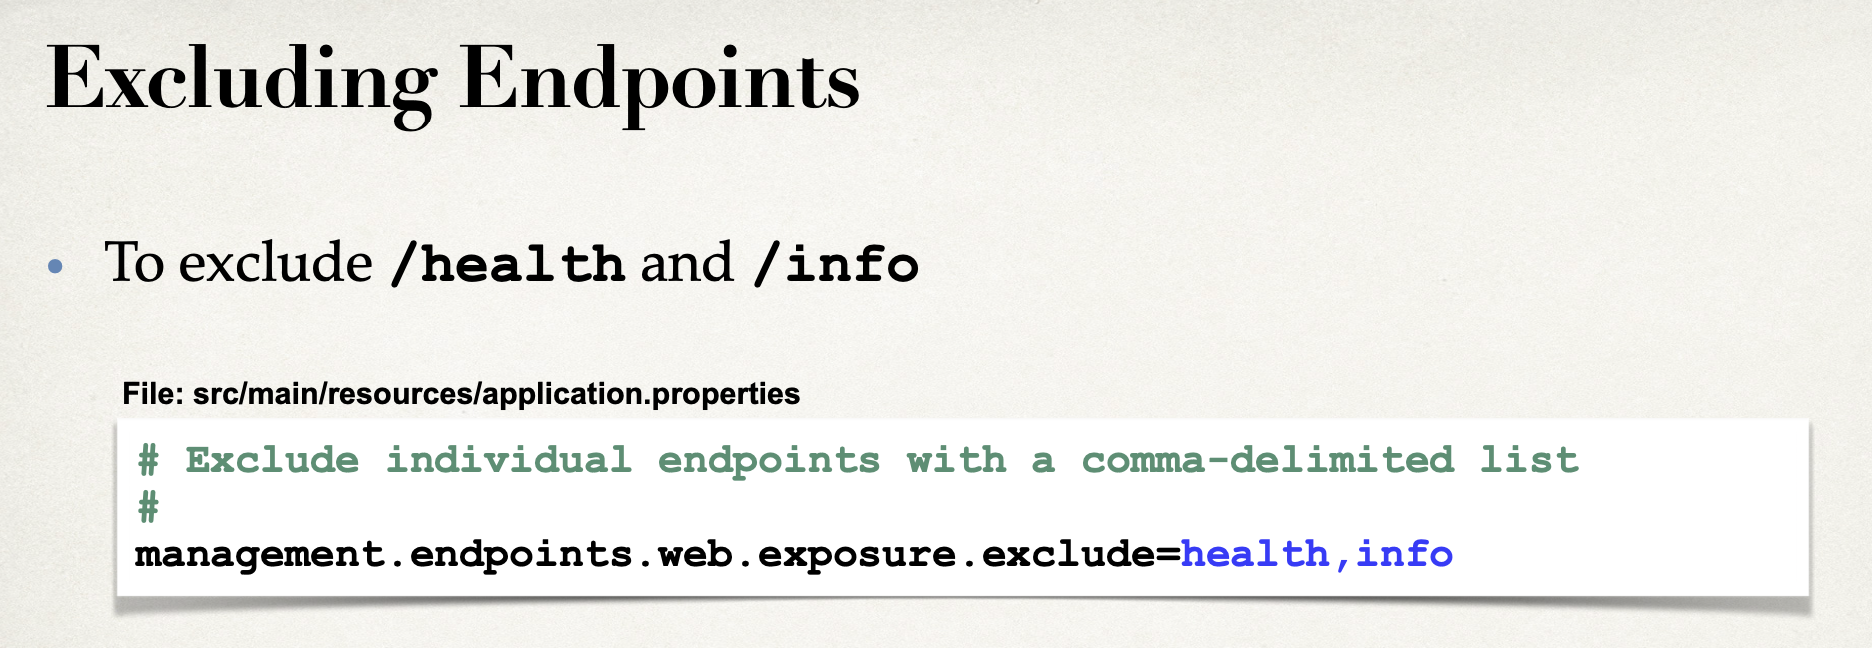 Excluding Endpoints
• To exclude /health and /info
File: src/main/resources/application.properties
# Exclude individual endpoints with a comma-delimited list
#
management.endpoints.web.exposure.exclude=health,info